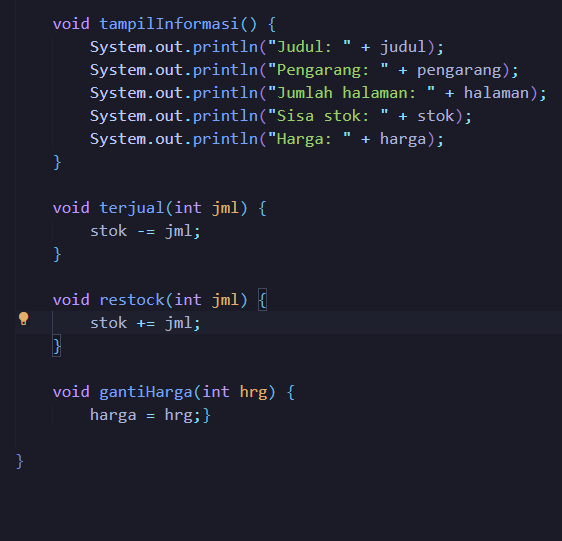 void tampilInformasi() {
System.out.println("Judul: " + judul);
System.out.println("Pengarang: " + pengarang);
System.out.println("Jumlah halaman: " + halaman);
System.out.println("Sisa stok: " + stok);
System.out.println("Harga: " + harga);
}
void terjual(int jml) {
stok -= jml;
}
void restock(int jml) {
stok += jml;
}
void gantiHarga(int hrg) {
harga = hrg;}
}